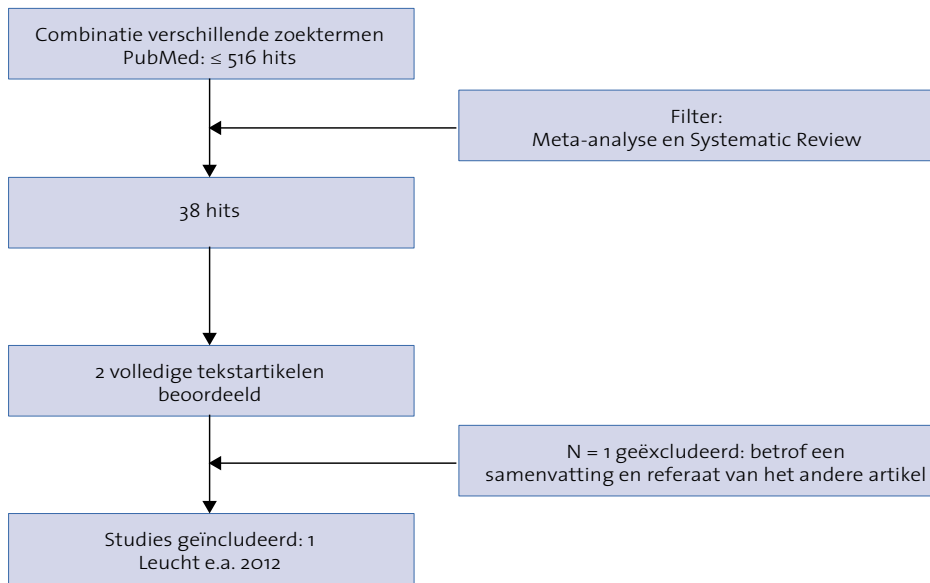 Combinatie verschillende zoektermen
PubMed: ≤ 516 hits
Filter:
Meta-analyse en Systematic Review
38 hits
2 volledige tekstartikelen
beoordeeld
N = 1 geëxcludeerd: betrof een
samenvatting en referaat van het andere artikel
Studies geïncludeerd: 1
Leucht e.a. 2012